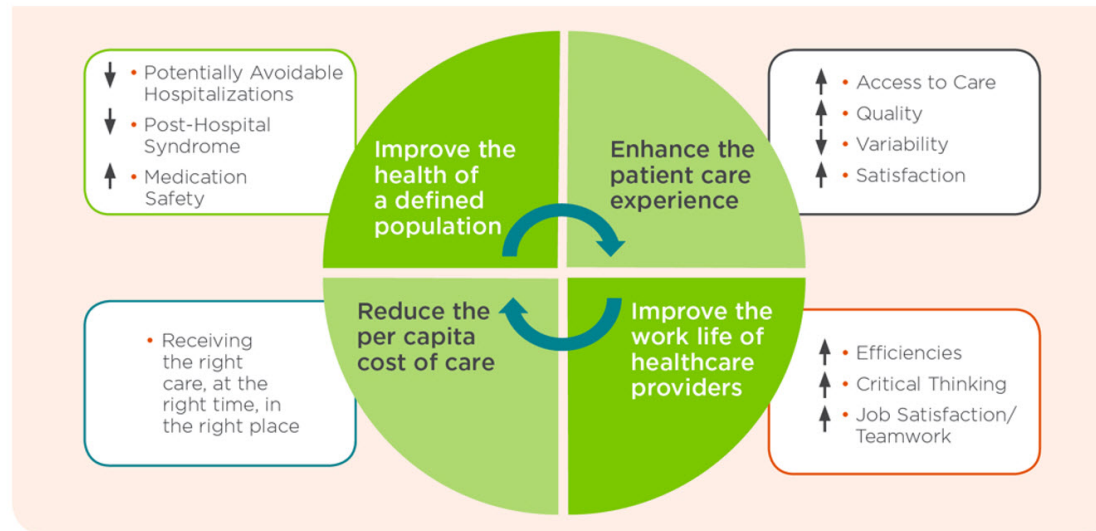 • Potentially Avoidable
Hospitalizations
• Post-Hospital
Syndrome
• Medication
Safety
Improve the
health of
a defined
population
Enhance the
patient care
experience
• Access to Care
• Quality
• Variability
• Satisfaction
• Receiving
the right
care, at the
right time, in
the right place
Reduce the
per capita
cost of care
Improve the
work life of
healthcare
providers
• Efficiencies
• Critical Thinking
• Job Satisfaction/
Teamwork